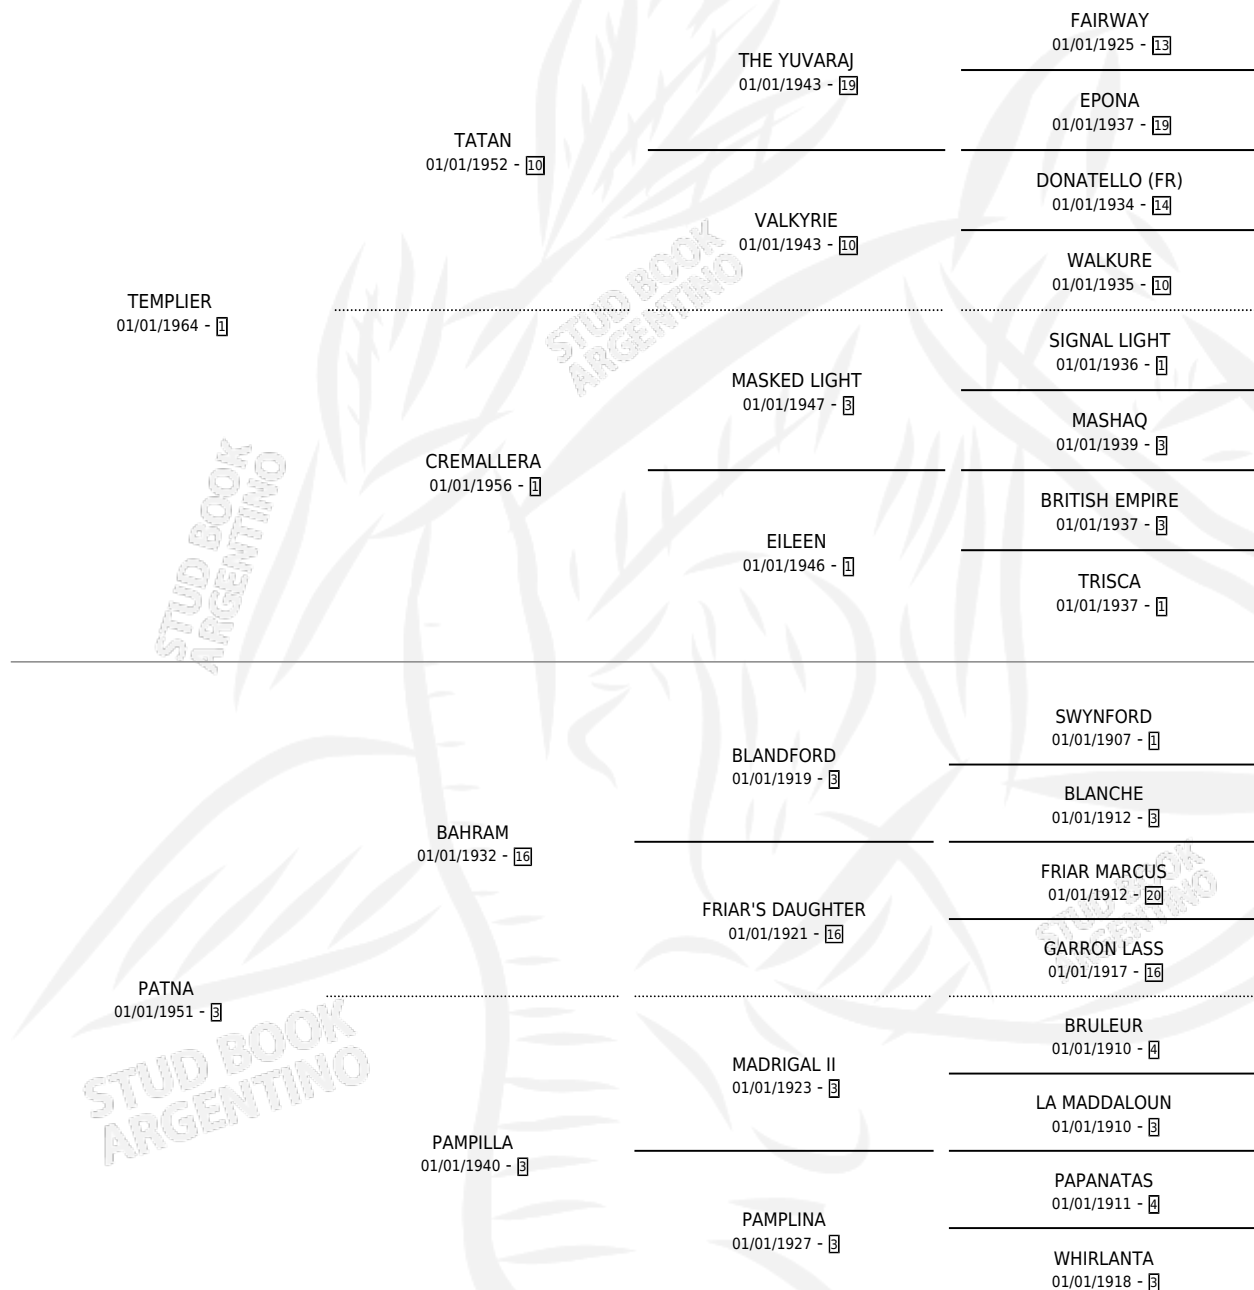 FAIRWAY
01/01/1925 - 13
THE YUVARAJ
01/01/1943 - 19
EPONA
01/01/1937 - 19
TATAN
01/01/1952 - 10
DONATELLO (FR)
01/01/1934 - 14
VALKYRIE
01/01/1943 - 10
WALKURE
01/01/1935 - 10
TEMPLIER
01/01/1964 - 1
STUD BOOK
ARGENTINO
SIGNAL LIGHT
01/01/1936 - 1
MASKED LIGHT
01/01/1947 - 3
MASHAQ
01/01/1939 - 3
CREMALLERA
01/01/1956 - 1
BRITISH EMPIRE
01/01/1937 - 3
EILEEN
01/01/1946 - 1
TRISCA
01/01/1937 - 1
STUD BOOK
ARGENTINO
SWYNFORD
01/01/1907 - 1
BLANDFORD
01/01/1919 - 3
BLANCHE
01/01/1912 - 3
BAHRAM
01/01/1932 - 16
FRIAR MARCUS
01/01/1912 - 20
FRIAR'S DAUGHTER
01/01/1921 - 16
STUD BOOK
ARGENTINO
GARRON LASS
01/01/1917 - 16
PATNA
01/01/1951 - 3
BRULEUR
01/01/1910 - 4
MADRIGAL II
01/01/1923 - 3
STUD BOOK
ARGENTINO
LA MADDALOUN
01/01/1910 - 3
PAMPILLA
01/01/1940 - 3
PAPANATAS
01/01/1911 - 4
PAMPLINA
01/01/1927 - 3
WHIRLANTA
01/01/1918 - 3